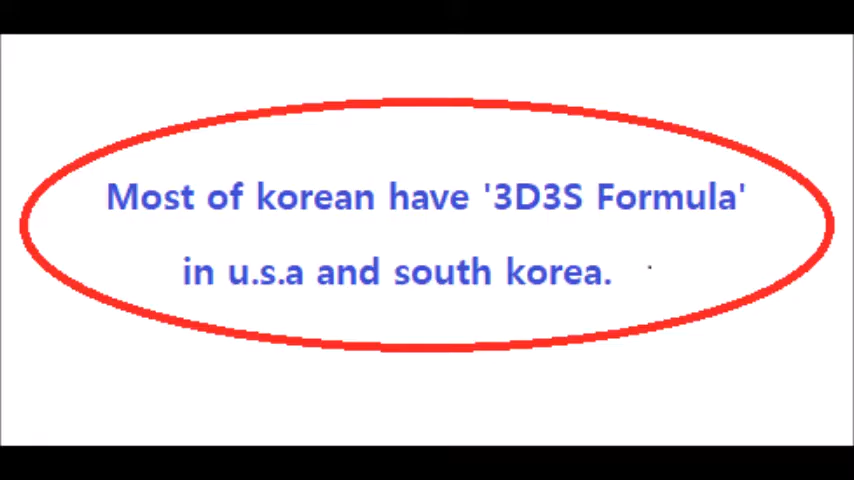 Most of korean have '3D3S Formula'
in u.s.a and south korea.